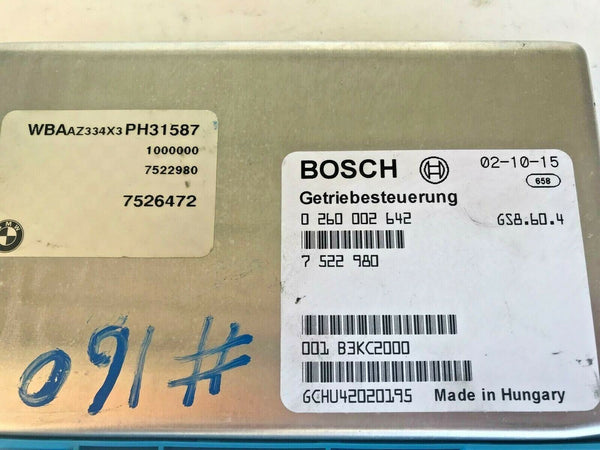 WBAAZ334X3PH31587
1000000
7522980
7526472
BMW
BOSCH 02-10-15
658
Getriebesteuerung
0 260 002 642 GS8.60.4
7 522 980
001 B3KC2000
GCHU42020195 Made in Hungary
#160